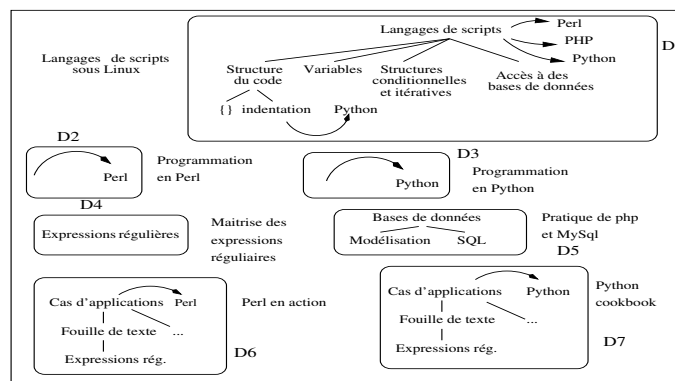 Langages de scripts
Perl
PHP
Python
D
Langages de scripts
sous Linux
Structure
du code
Variables
Structures
conditionnelles
et itératives
Accès à des
bases de données
{} indentation
Python
D2
Perl
Programmation
en Perl
D3
Python
Programmation
en Python
D4
Expressions régulières
Maitrise des
expressions
réguliaires
Bases de données
Modélisation
SQL
Pratique de php
et MySql
D5
Cas d'applications
Perl
Fouille de texte
...
Expressions rég.
D6
Perl en action
Cas d'applications
Python
Fouille de texte
...
Expressions rég.
D7
Python
cookbook